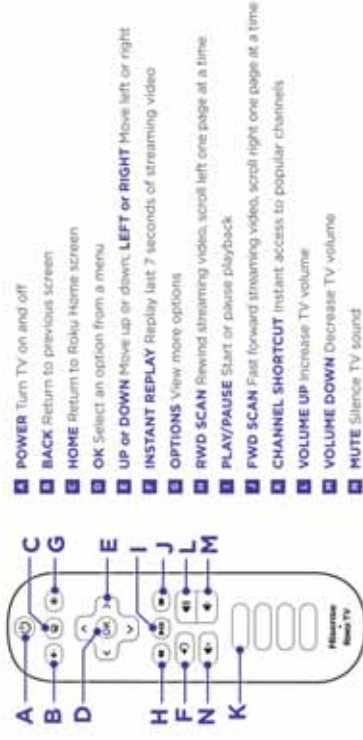 A POWER Turn TV on and off
B BACK Return to previous screen
C HOME Return to Roku Home screen
D OK Select an option from a menu
E UP or DOWN Move up or down, LEFT or RIGHT Move left or right
F INSTANT REPLAY Replay last 7 seconds of streaming video
G OPTIONS View more options
H RWD SCAN Rewind streaming video, scroll left one page at a time
I PLAY/PAUSE Start or pause playback
J FWD SCAN Fast forward streaming video, scroll right one page at a time
K CHANNEL SHORTCUT Instant access to popular channels
L VOLUME UP Increase TV volume
M VOLUME DOWN Decrease TV volume
N MUTE Silence TV sound
A
B
C
G
D
OK
E
I
H
J
F
L
N
M
K
Hisense
Roku TV